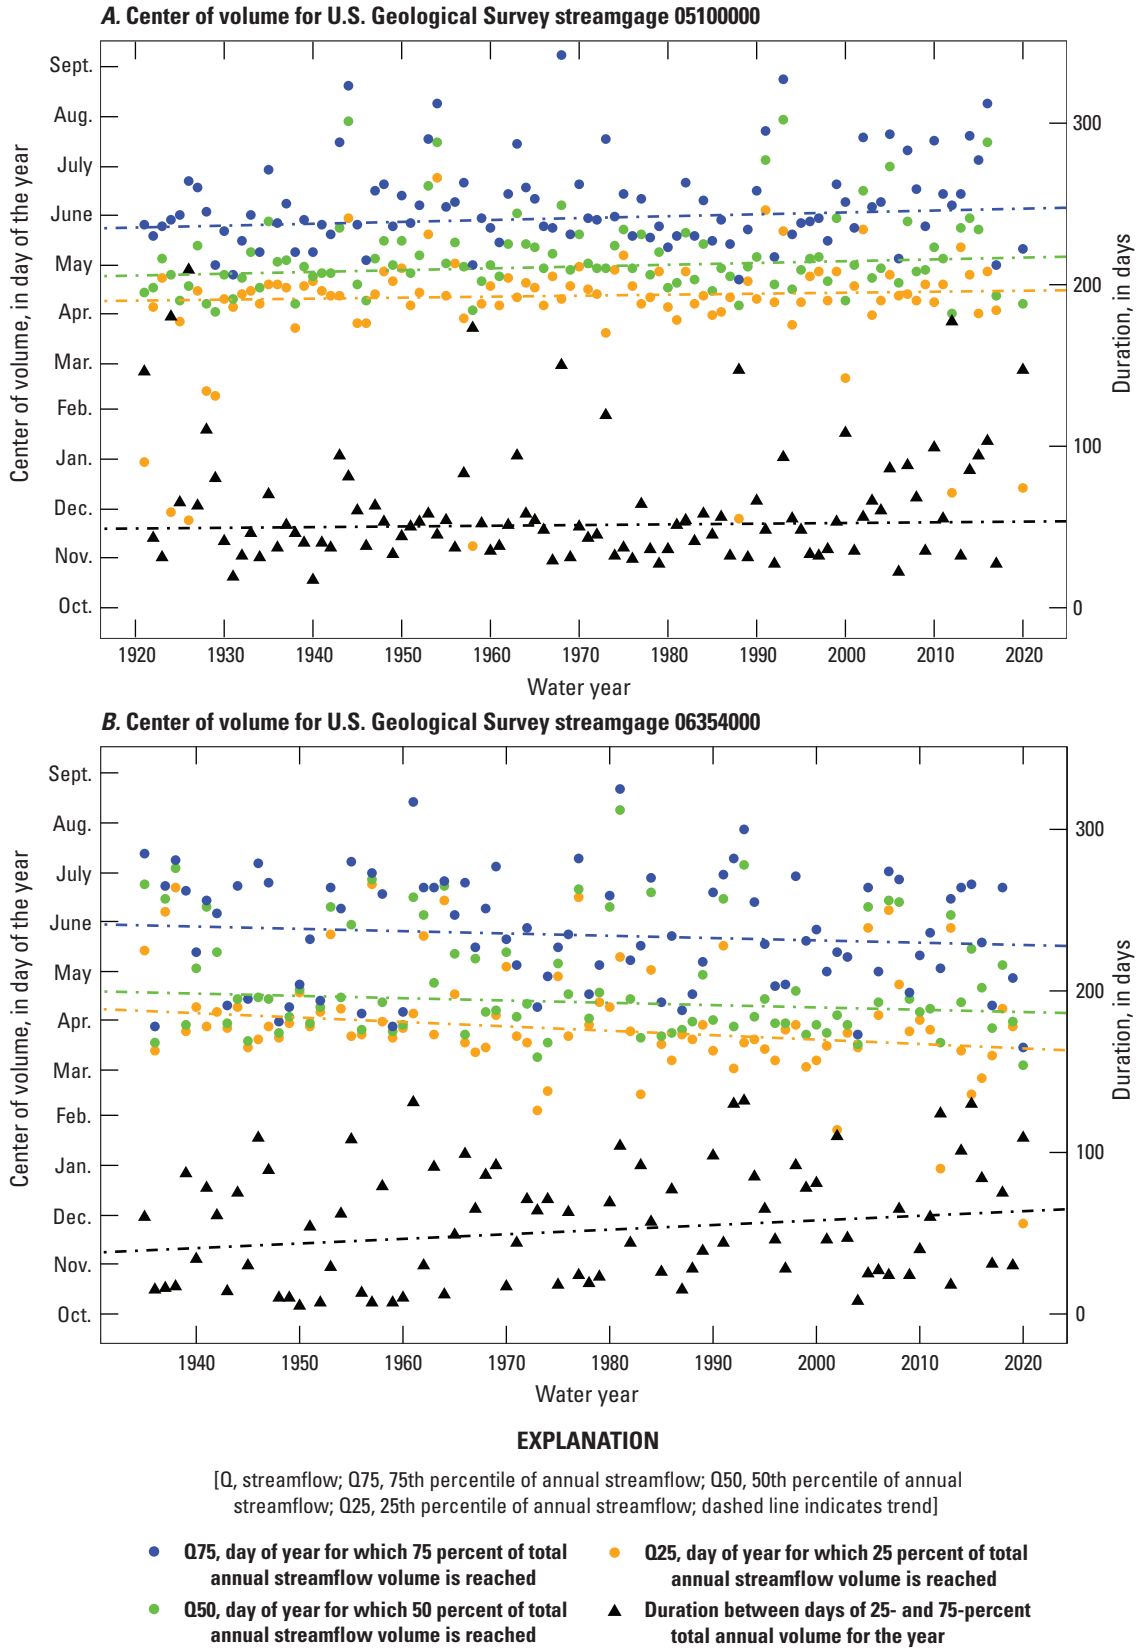 A. Center of volume for U.S. Geological Survey streamgage 05100000
Sept.
Aug.
July
June
May
Apr.
Mar.
Feb.
Jan.
Dec.
Nov.
Oct.
Center of volume, in day of the year
300
200
100
0
Duration, in days
1920 1930 1940 1950 1960 1970 1980 1990 2000 2010 2020
Water year
B. Center of volume for U.S. Geological Survey streamgage 06354000
Sept.
Aug.
July
June
May
Apr.
Mar.
Feb.
Jan.
Dec.
Nov.
Oct.
Center of volume, in day of the year
300
200
100
0
Duration, in days
1940 1950 1960 1970 1980 1990 2000 2010 2020
Water year
EXPLANATION
[Q, streamflow; Q75, 75th percentile of annual streamflow; Q50, 50th percentile of annual
streamflow; Q25, 25th percentile of annual streamflow; dashed line indicates trend]
Q75, day of year for which 75 percent of total
annual streamflow volume is reached
Q50, day of year for which 50 percent of total
annual streamflow volume is reached
Q25, day of year for which 25 percent of total
annual streamflow volume is reached
Duration between days of 25- and 75-percent
total annual volume for the year